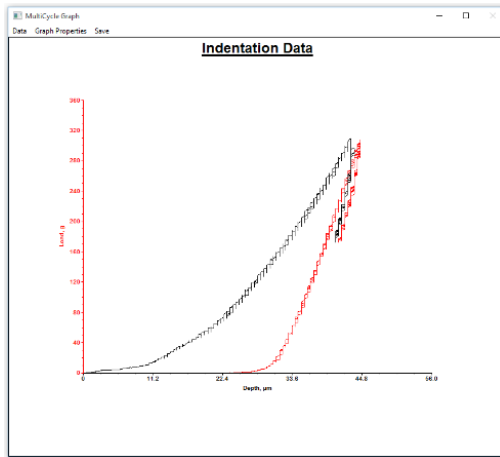 MultiCycle Graph
Data Graph Properties Save
Indentation Data
360
320
280
240
200
160
120
80
40
0
Load, g
0 11.2 22.4 33.6 44.8 56.0
Depth, µm